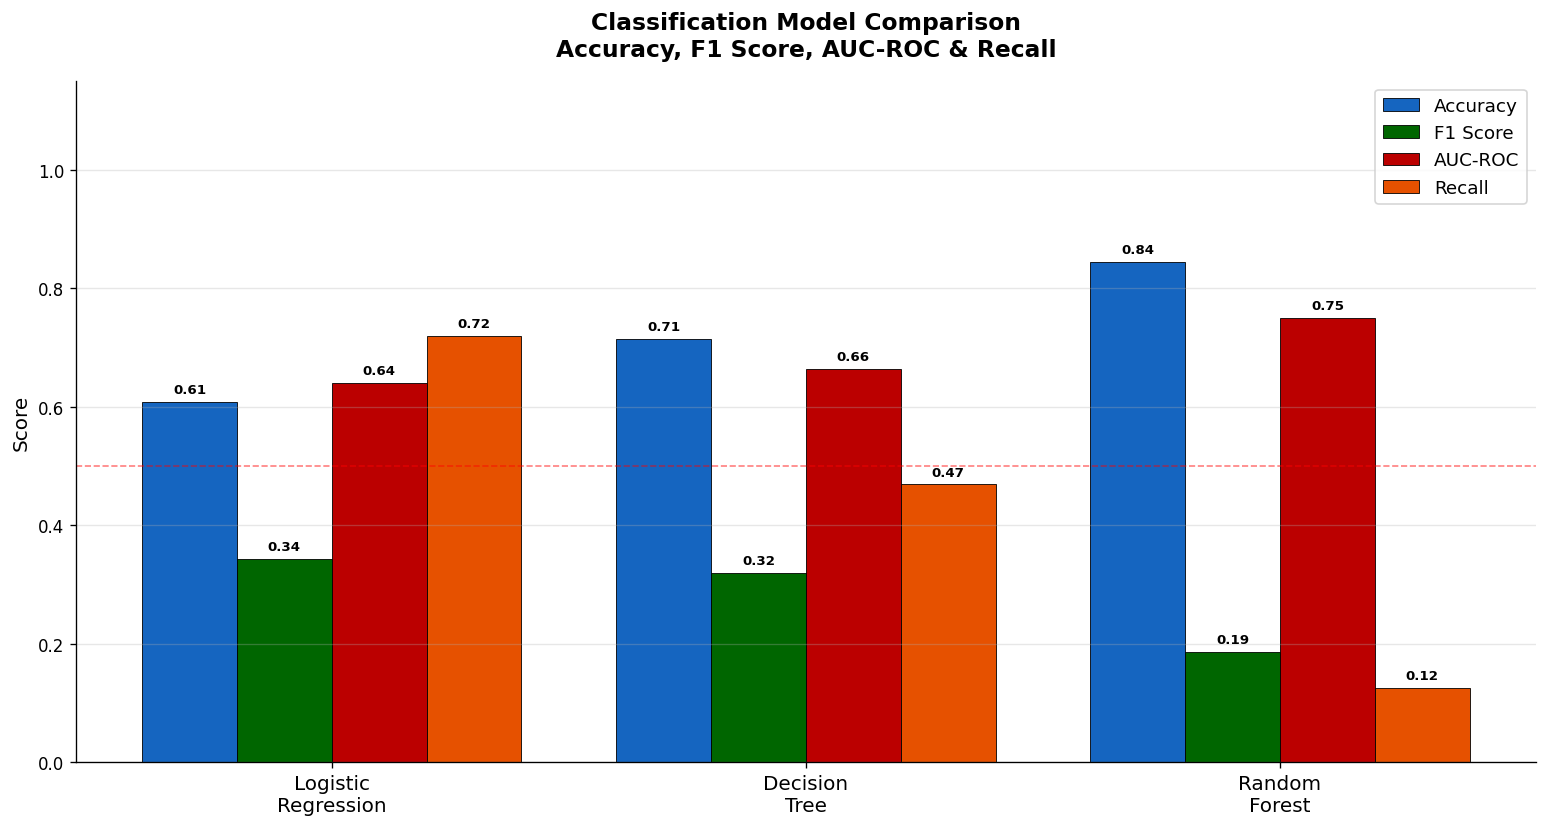 Classification Model Comparison
Accuracy, F1 Score, AUC-ROC & Recall
Accuracy
F1 Score
AUC-ROC
Recall
Score
1.0
0.8
0.6
0.4
0.2
0.0
0.61
0.34
0.64
0.72
0.71
0.32
0.66
0.47
0.84
0.19
0.75
0.12
Logistic
Regression
Decision
Tree
Random
Forest